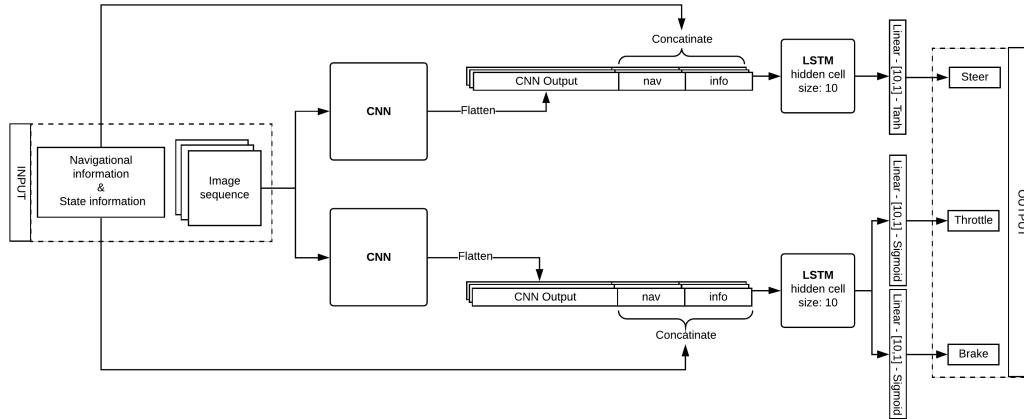 Concatinate
CNN Output
nav
info
LSTM
hidden cell
size: 10
Linear - [10,1] - Tanh
Steer
CNN
Flatten
INPUT
Navigational
information
&
State information
Image
sequence
Linear - [10,1] - Sigmoid
Throttle
OUTPUT
CNN
Flatten
CNN Output
nav
info
LSTM
hidden cell
size: 10
Concatinate
Linear - [10,1] - Sigmoid
Brake